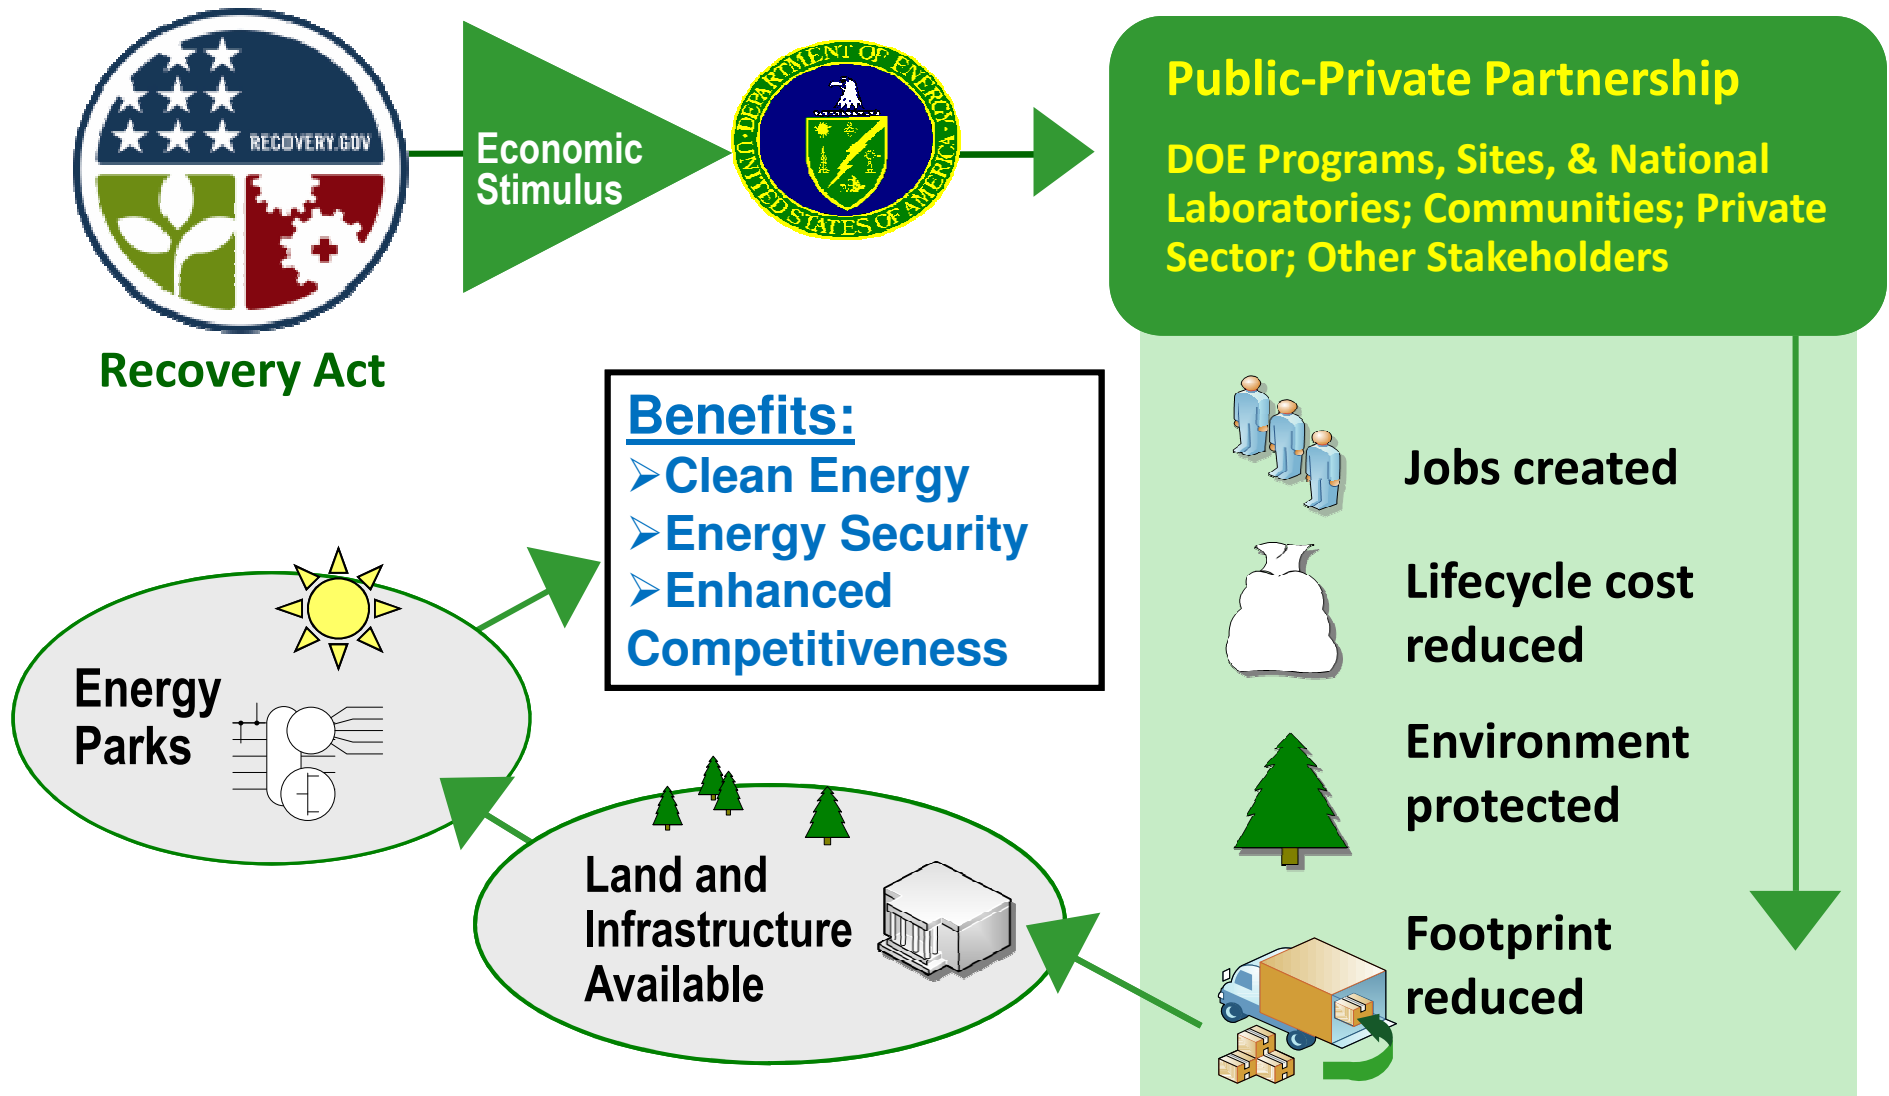 RECOVERY.GOV
Recovery Act
Economic
Stimulus
DEPARTMENT OF ENERGY
UNITED STATES OF AMERICA
Public-Private Partnership
DOE Programs, Sites, & National
Laboratories; Communities; Private
Sector; Other Stakeholders
Jobs created
Lifecycle cost
reduced
Environment
protected
Footprint
reduced
Land and
Infrastructure
Available
Energy
Parks
Benefits:
➢Clean Energy
➢Energy Security
➢Enhanced
Competitiveness